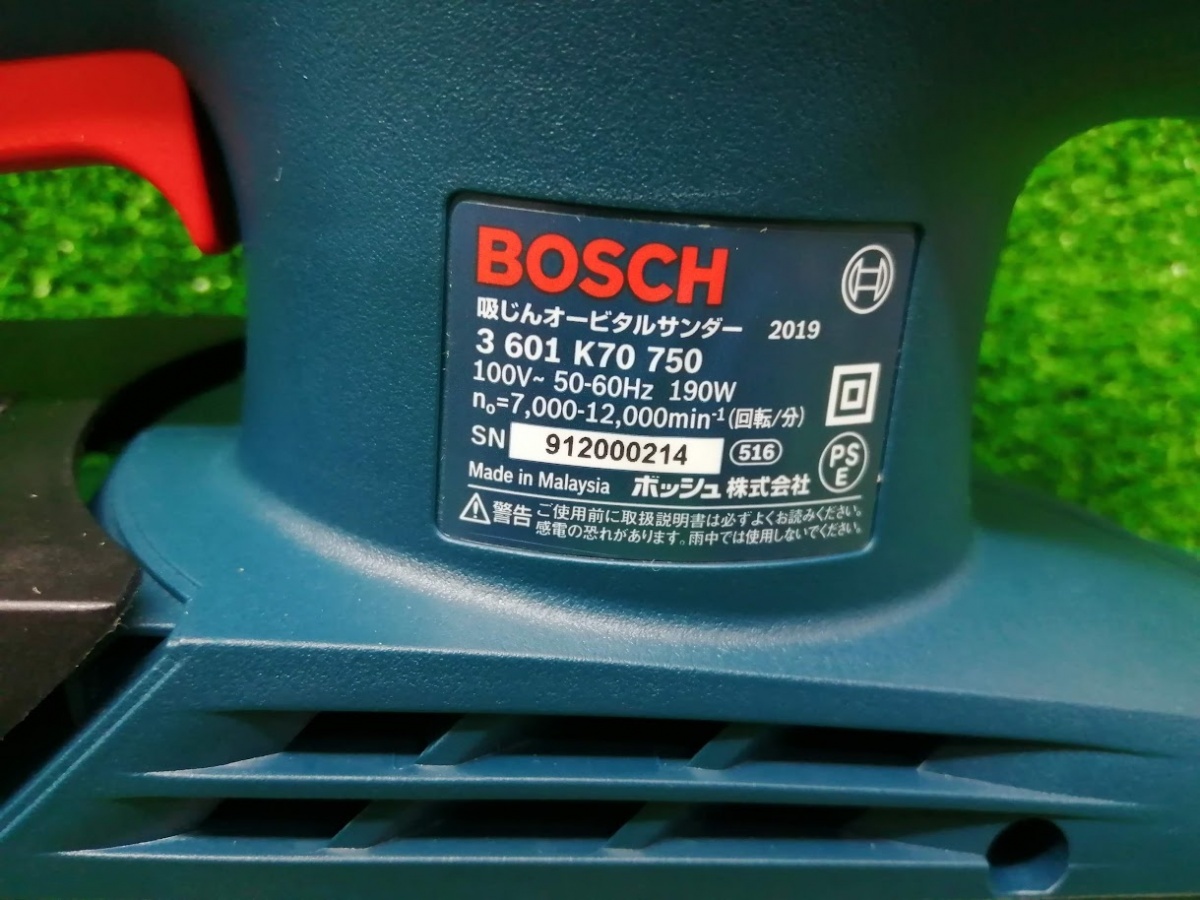 BOSCH
吸じんオービタルサンダー 2019
3 601 K70 750
100V~ 50-60Hz 190W
n₀=7,000-12,000min⁻¹(回転/分)
SN 912000214 516
PS E
Made in Malaysia ボッシュ株式会社
警告 ご使用前に取扱説明書は必ずよくお読みください。
感電の恐れがあります。雨中では使用しないでください。